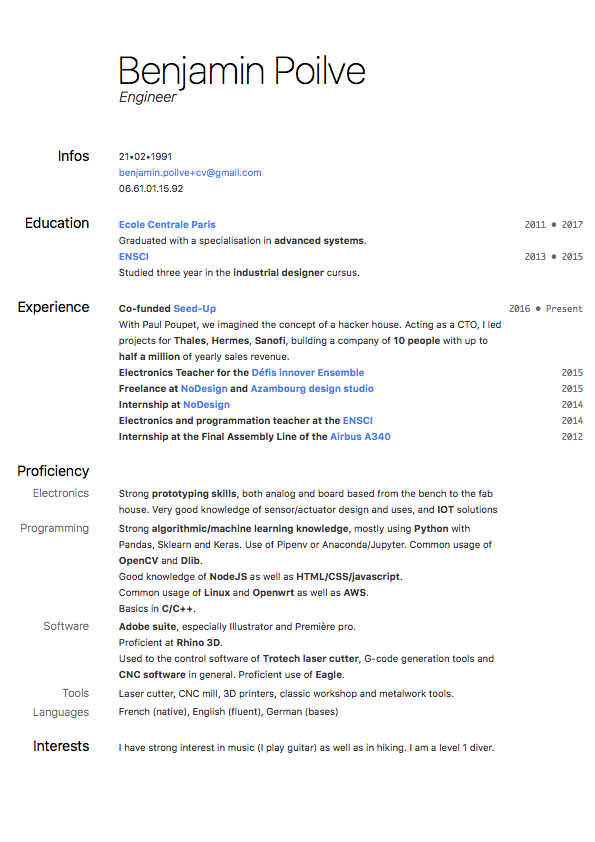 Benjamin Poilve
Engineer
Infos
21•02•1991
benjamin.poilve+cv@gmail.com
06.61.01.15.92
Education
Ecole Centrale Paris 2011 • 2017
Graduated with a specialisation in advanced systems.
ENSCI 2013 • 2015
Studied three year in the industrial designer cursus.
Experience
Co-funded Seed-Up 2016 • Present
With Paul Poupet, we imagined the concept of a hacker house. Acting as a CTO, I led
projects for Thales, Hermes, Sanofi, building a company of 10 people with up to
half a million of yearly sales revenue.
Electronics Teacher for the Défis innover Ensemble 2015
Freelance at NoDesign and Azambourg design studio 2015
Internship at NoDesign 2014
Electronics and programmation teacher at the ENSCI 2014
Internship at the Final Assembly Line of the Airbus A340 2012
Proficiency
Electronics Strong prototyping skills, both analog and board based from the bench to the fab
house. Very good knowledge of sensor/actuator design and uses, and IOT solutions
Programming Strong algorithmic/machine learning knowledge, mostly using Python with
Pandas, Sklearn and Keras. Use of Pipenv or Anaconda/Jupyter. Common usage of
OpenCV and Dlib.
Good knowledge of NodeJS as well as HTML/CSS/javascript.
Common usage of Linux and Openwrt as well as AWS.
Basics in C/C++.
Software Adobe suite, especially Illustrator and Première pro.
Proficient at Rhino 3D.
Used to the control software of Trotech laser cutter, G-code generation tools and
CNC software in general. Proficient use of Eagle.
Tools Laser cutter, CNC mill, 3D printers, classic workshop and metalwork tools.
Languages French (native), English (fluent), German (bases)
Interests I have strong interest in music (I play guitar) as well as in hiking. I am a level 1 diver.